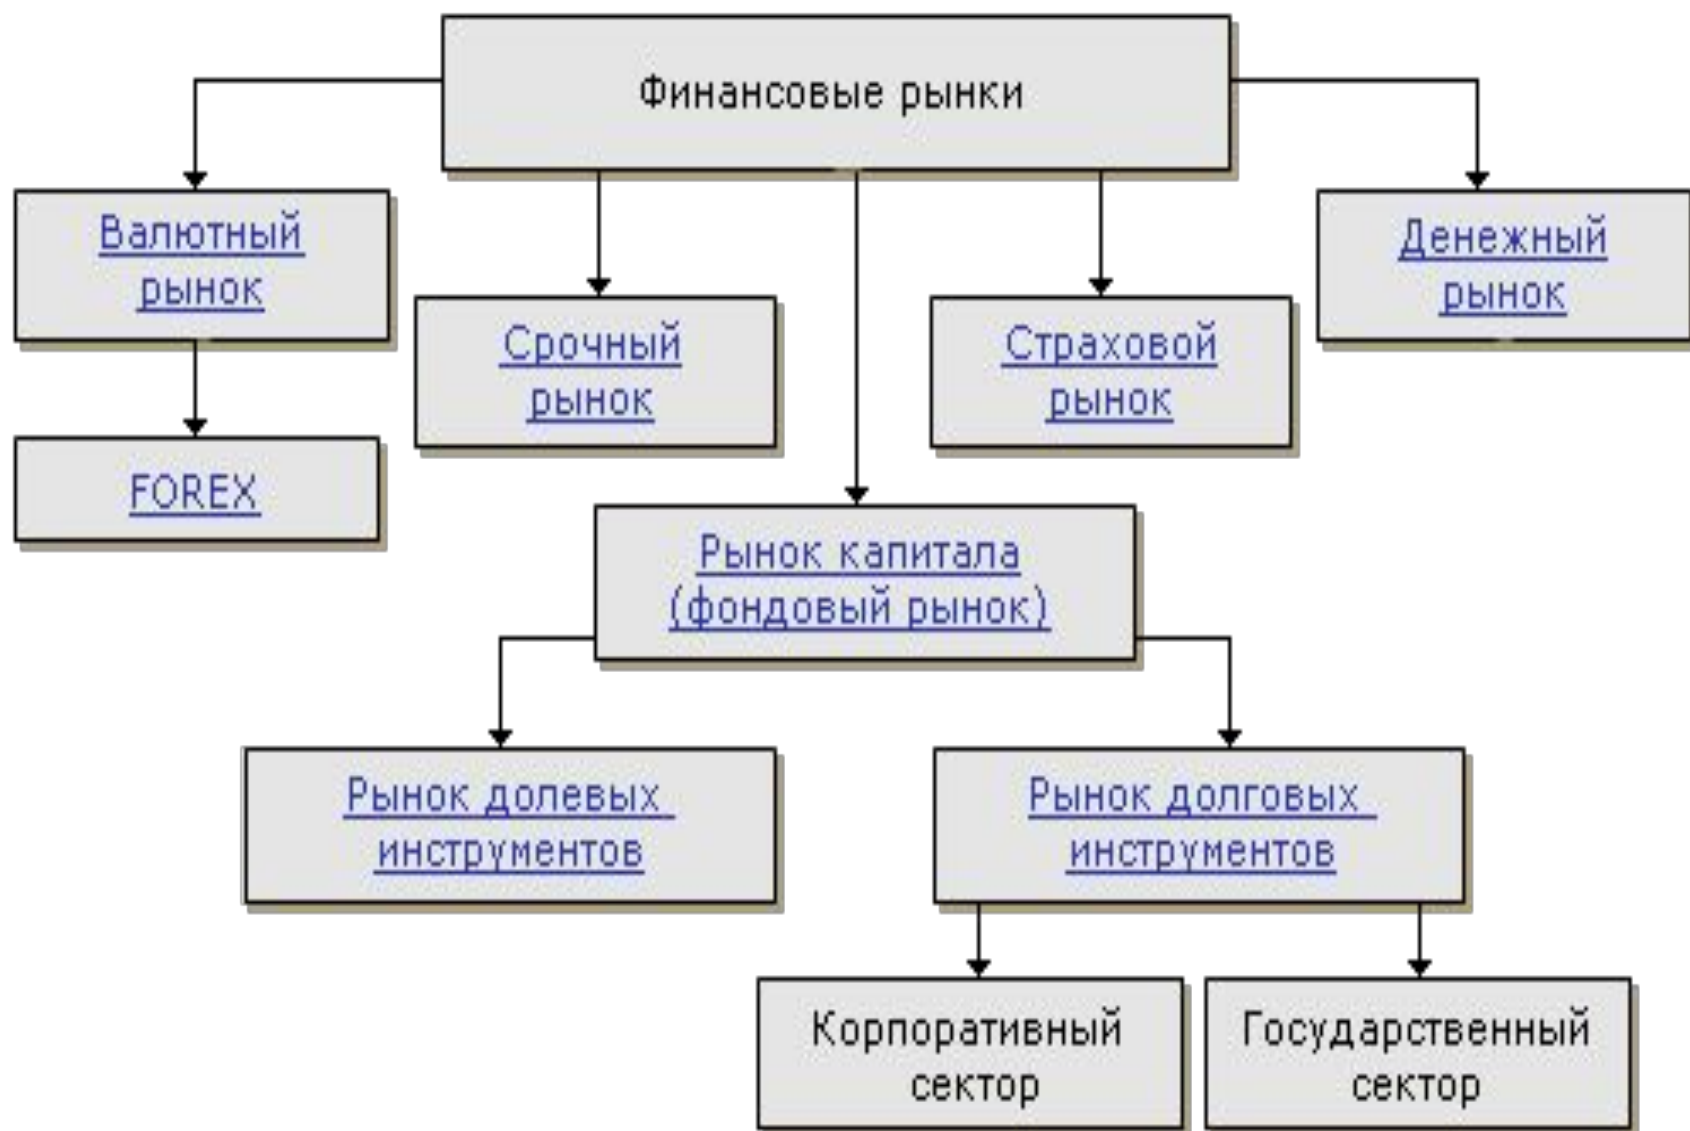 Финансовые рынки
Валютный
рынок
Денежный
рынок
Срочный
рынок
Страховой
рынок
FOREX
Рынок капитала
(фондовый рынок)
Рынок долевых
инструментов
Рынок долговых
инструментов
Корпоративный
сектор
Государственный
сектор